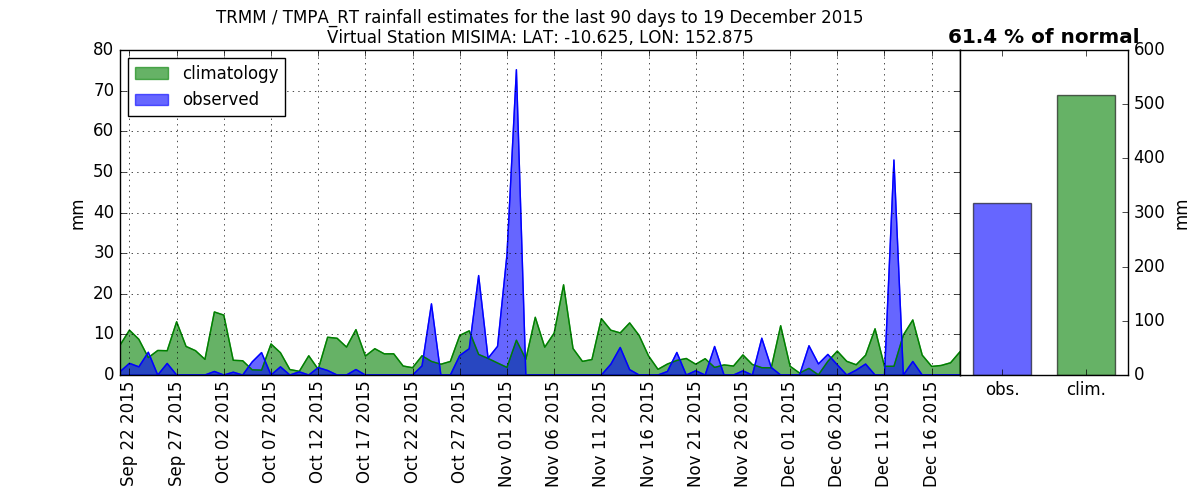 TRMM / TMPA_RT rainfall estimates for the last 90 days to 19 December 2015
Virtual Station MISIMA: LAT: -10.625, LON: 152.875
61.4 % of normal
climatology
observed
80
70
60
50
40
30
20
10
0
mm
Sep 22 2015
Sep 27 2015
Oct 02 2015
Oct 07 2015
Oct 12 2015
Oct 17 2015
Oct 22 2015
Oct 27 2015
Nov 01 2015
Nov 06 2015
Nov 11 2015
Nov 16 2015
Nov 21 2015
Nov 26 2015
Dec 01 2015
Dec 06 2015
Dec 11 2015
Dec 16 2015
600
500
400
300
200
100
0
mm
obs.
clim.